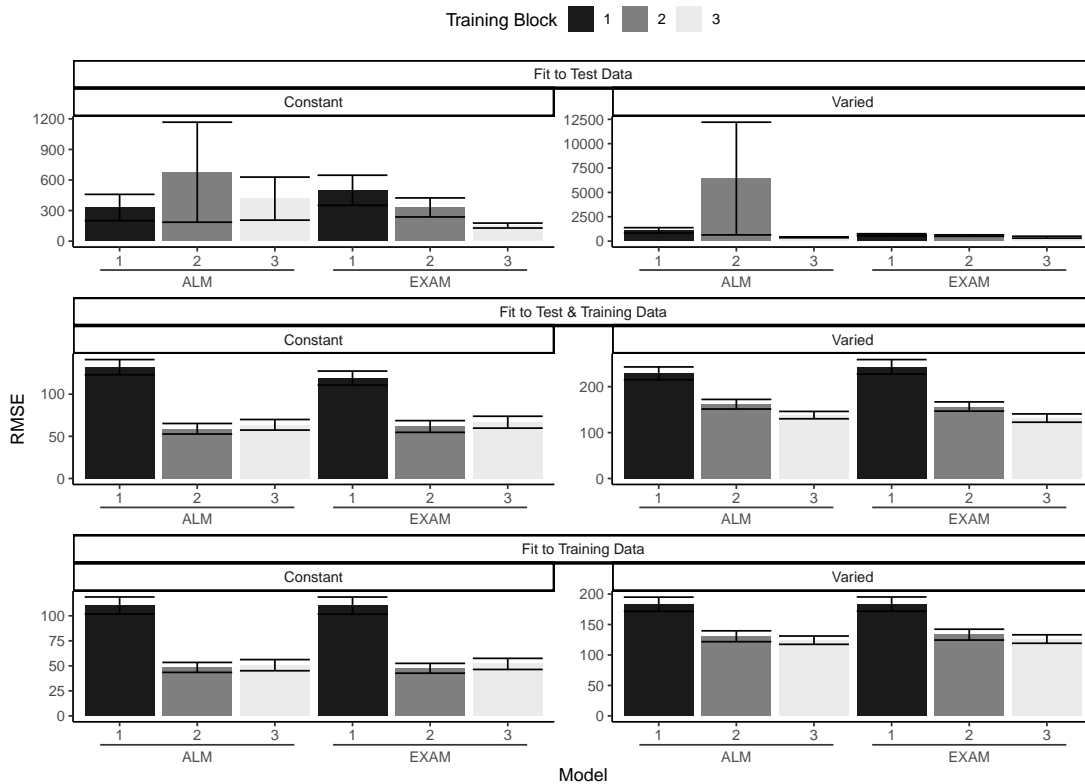 Training Block 1 2 3
Fit to Test Data
Constant Varied
1200 12500
900 10000
600 7500
300 5000
0 2500
0
1 2 3 1 2 3 1 2 3 1 2 3
ALM EXAM ALM EXAM
Fit to Test & Training Data
Constant Varied
100 200
50 100
0 0
1 2 3 1 2 3 1 2 3 1 2 3
ALM EXAM ALM EXAM
RMSE
Fit to Training Data
Constant Varied
100 200
75 150
50 100
25 50
0 0
1 2 3 1 2 3 1 2 3 1 2 3
ALM EXAM ALM EXAM
Model